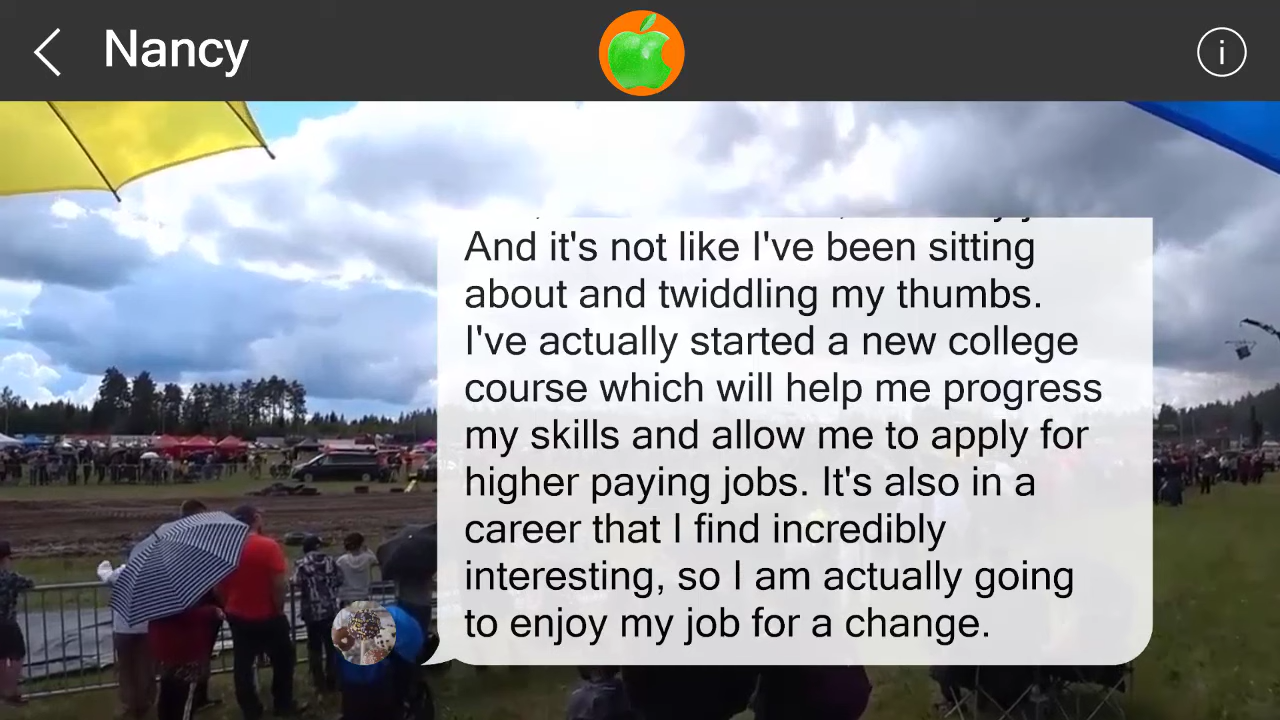 Nancy
i
And it's not like I've been sitting
about and twiddling my thumbs.
I've actually started a new college
course which will help me progress
my skills and allow me to apply for
higher paying jobs. It's also in a
career that I find incredibly
interesting, so I am actually going
to enjoy my job for a change.